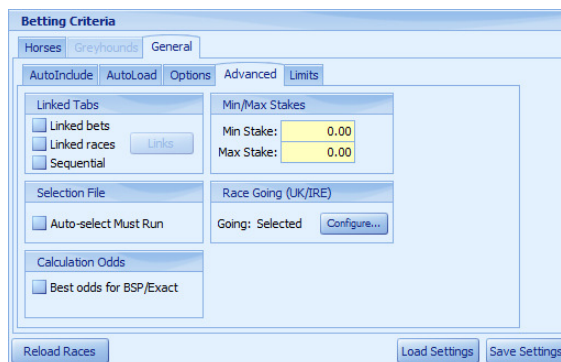 Betting Criteria
Horses Greyhounds General
AutoInclude AutoLoad Options Advanced Limits
Linked Tabs Min/Max Stakes
Linked bets Min Stake: 0.00
Linked races Links Max Stake: 0.00
Sequential
Selection File Race Going (UK/IRE)
Auto-select Must Run Going: Selected Configure...
Calculation Odds
Best odds for BSP/Exact
Reload Races Load Settings Save Settings